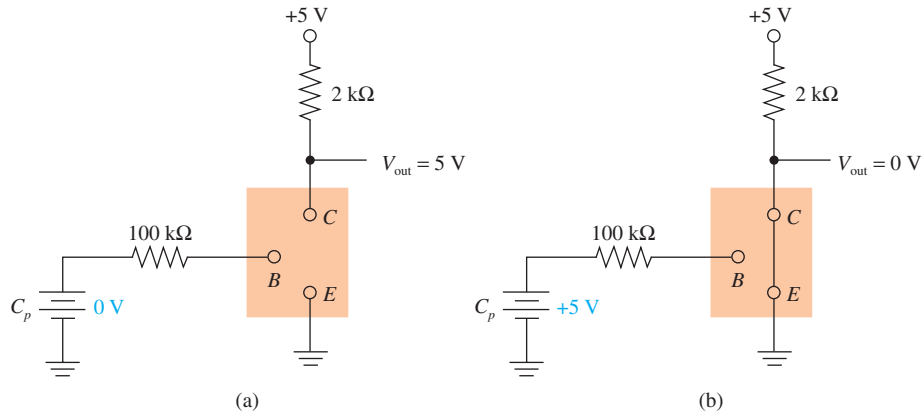 +5 V
2 kΩ
V_out = 5 V
C
100 kΩ
B
E
C_p
0 V
(a)
+5 V
2 kΩ
V_out = 0 V
C
100 kΩ
B
E
C_p
+5 V
(b)